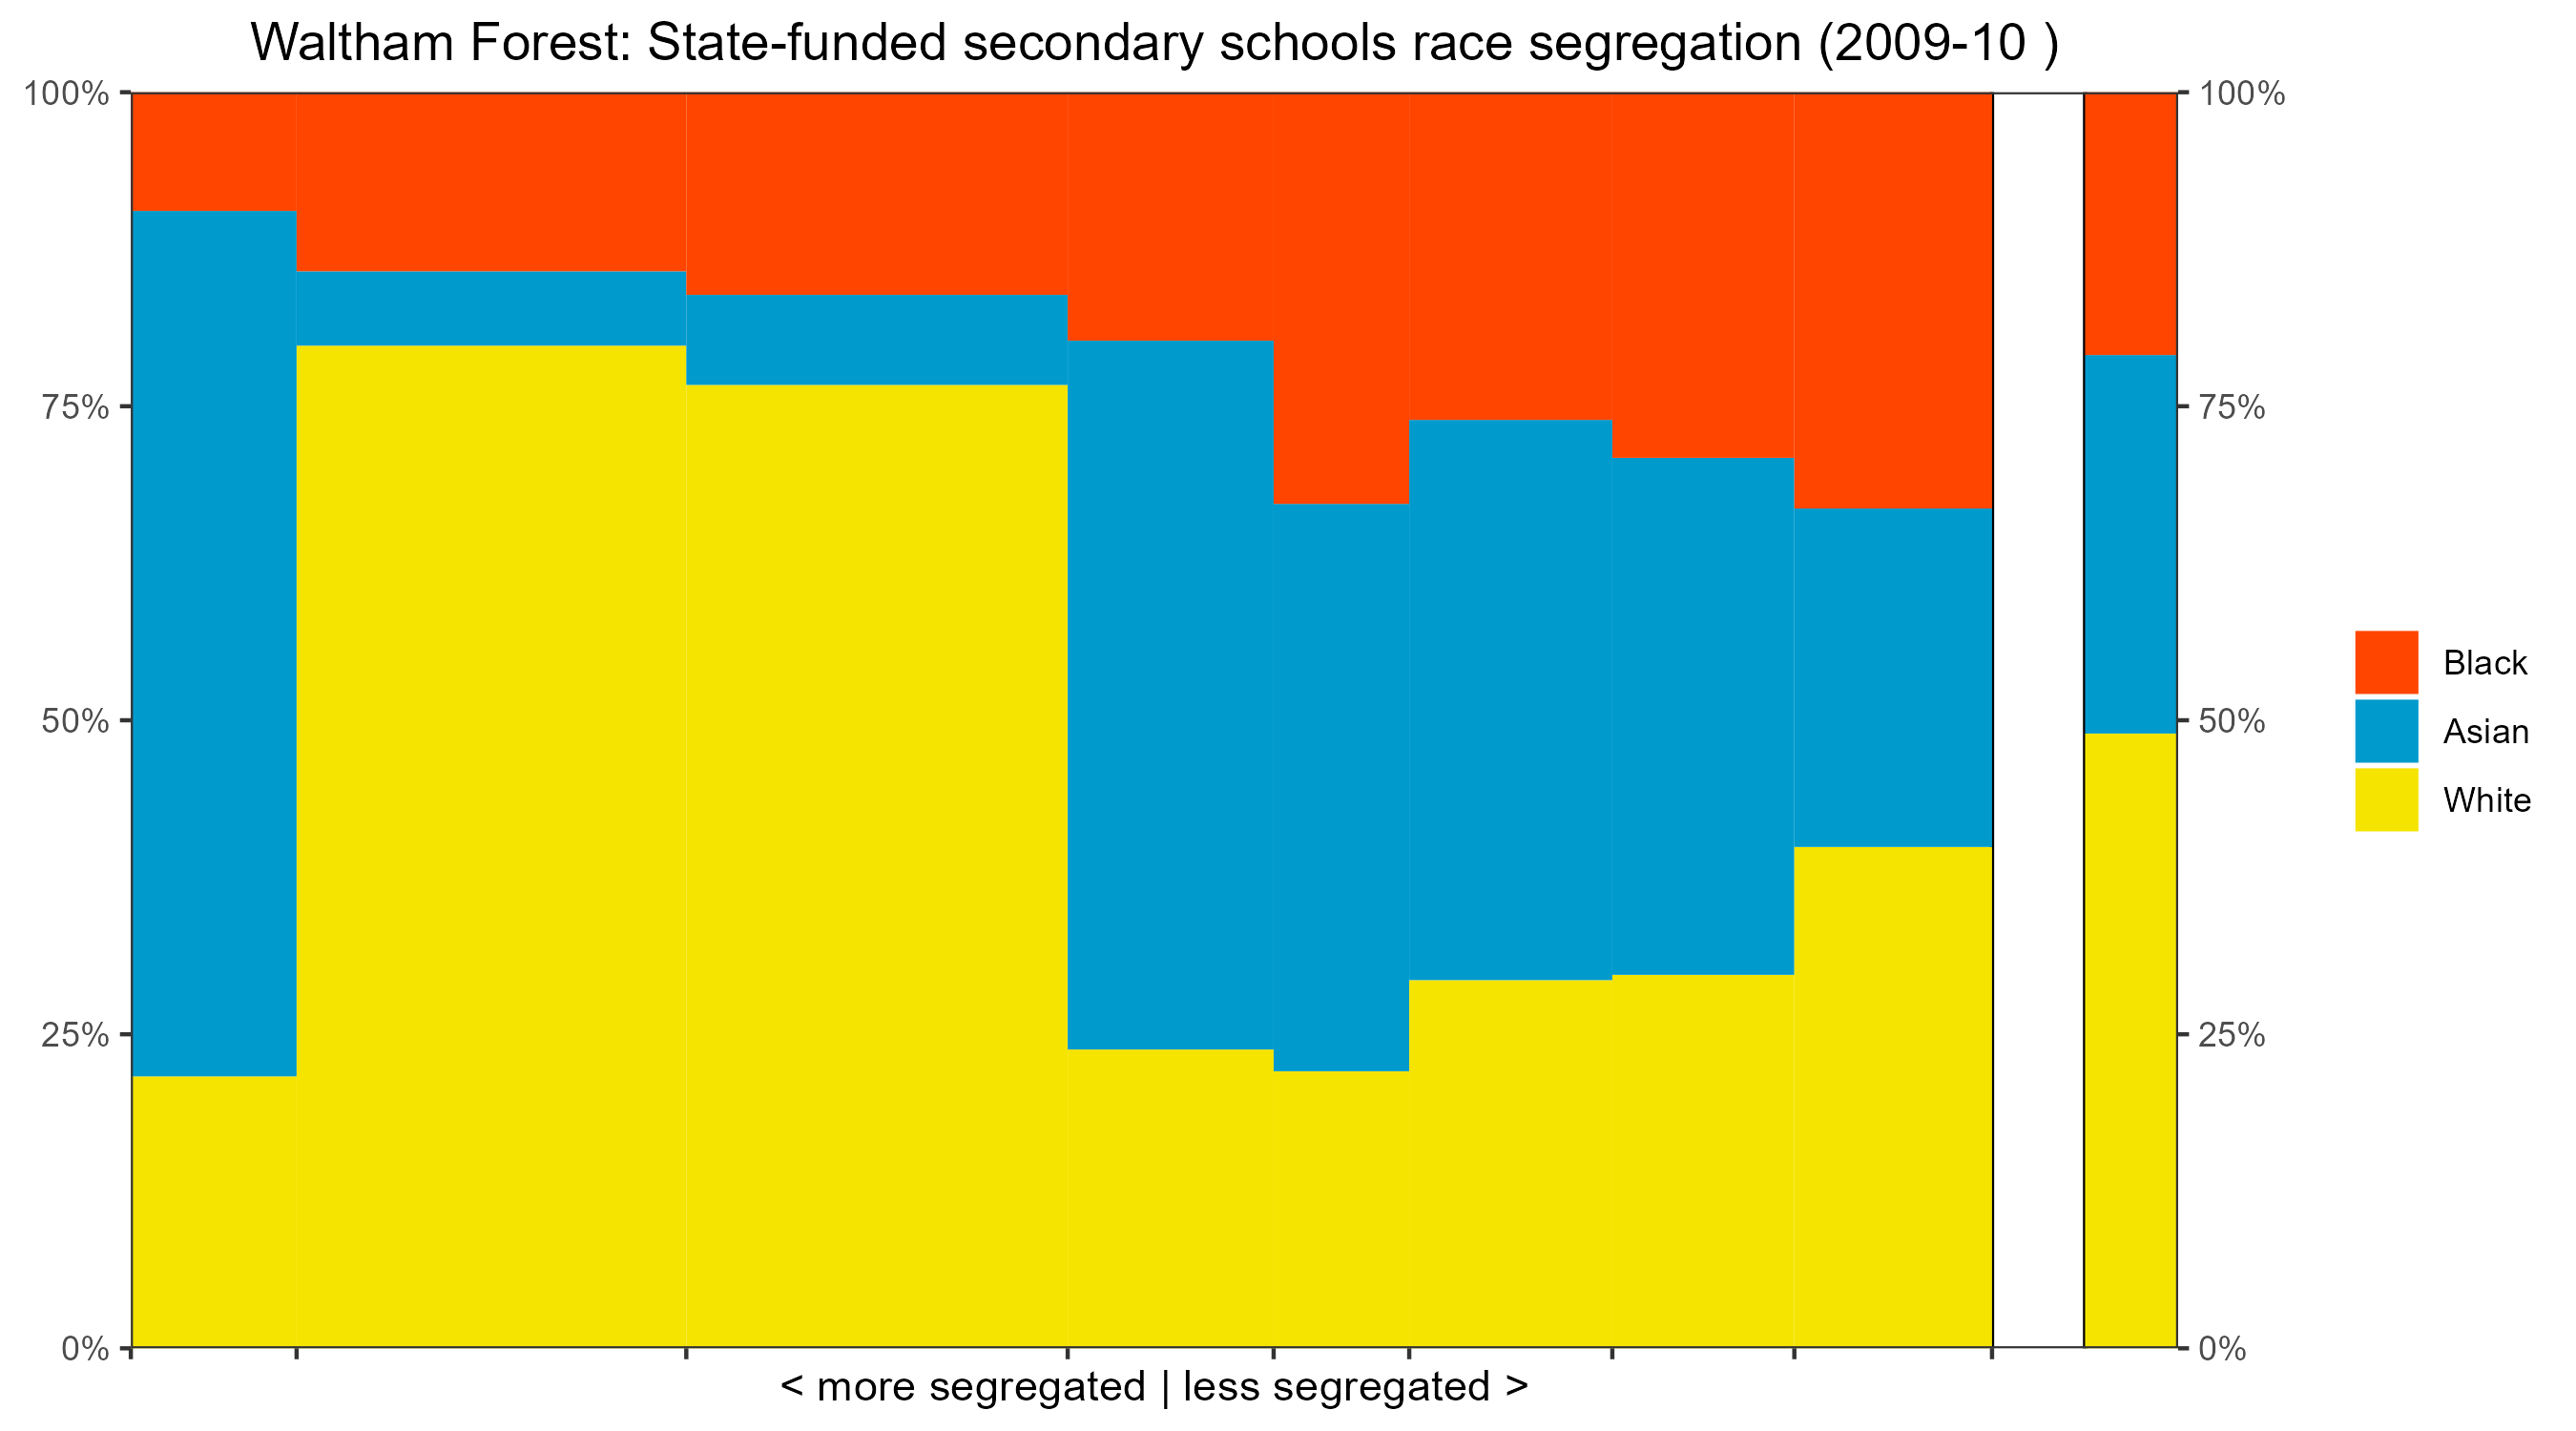 Waltham Forest: State-funded secondary schools race segregation (2009-10 )
100%
75%
50%
25%
0%
100%
75%
50%
25%
0%
Black
Asian
White
< more segregated | less segregated >